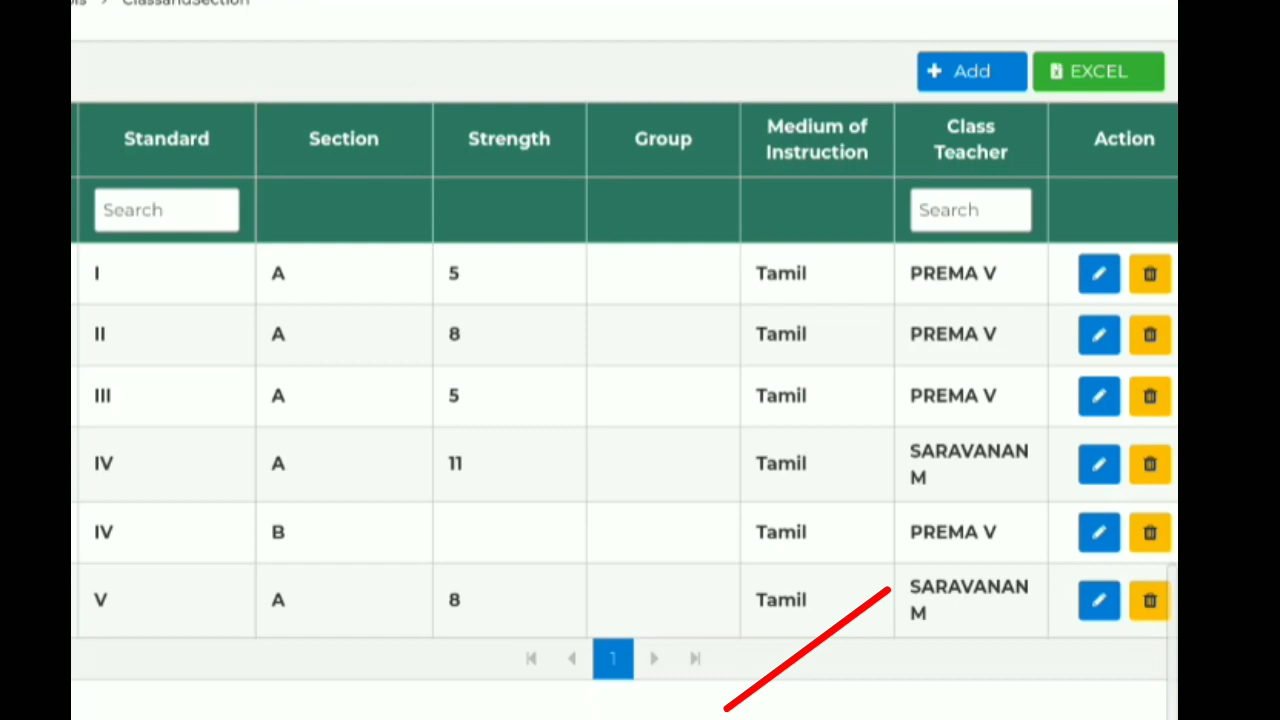 ClassandSection
Add EXCEL
Standard Section Strength Group Medium of Instruction Class Teacher Action
Search Search
I A 5 Tamil PREMA V
II A 8 Tamil PREMA V
III A 5 Tamil PREMA V
IV A 11 Tamil SARAVANAN M
IV B Tamil PREMA V
V A 8 Tamil SARAVANAN M
1